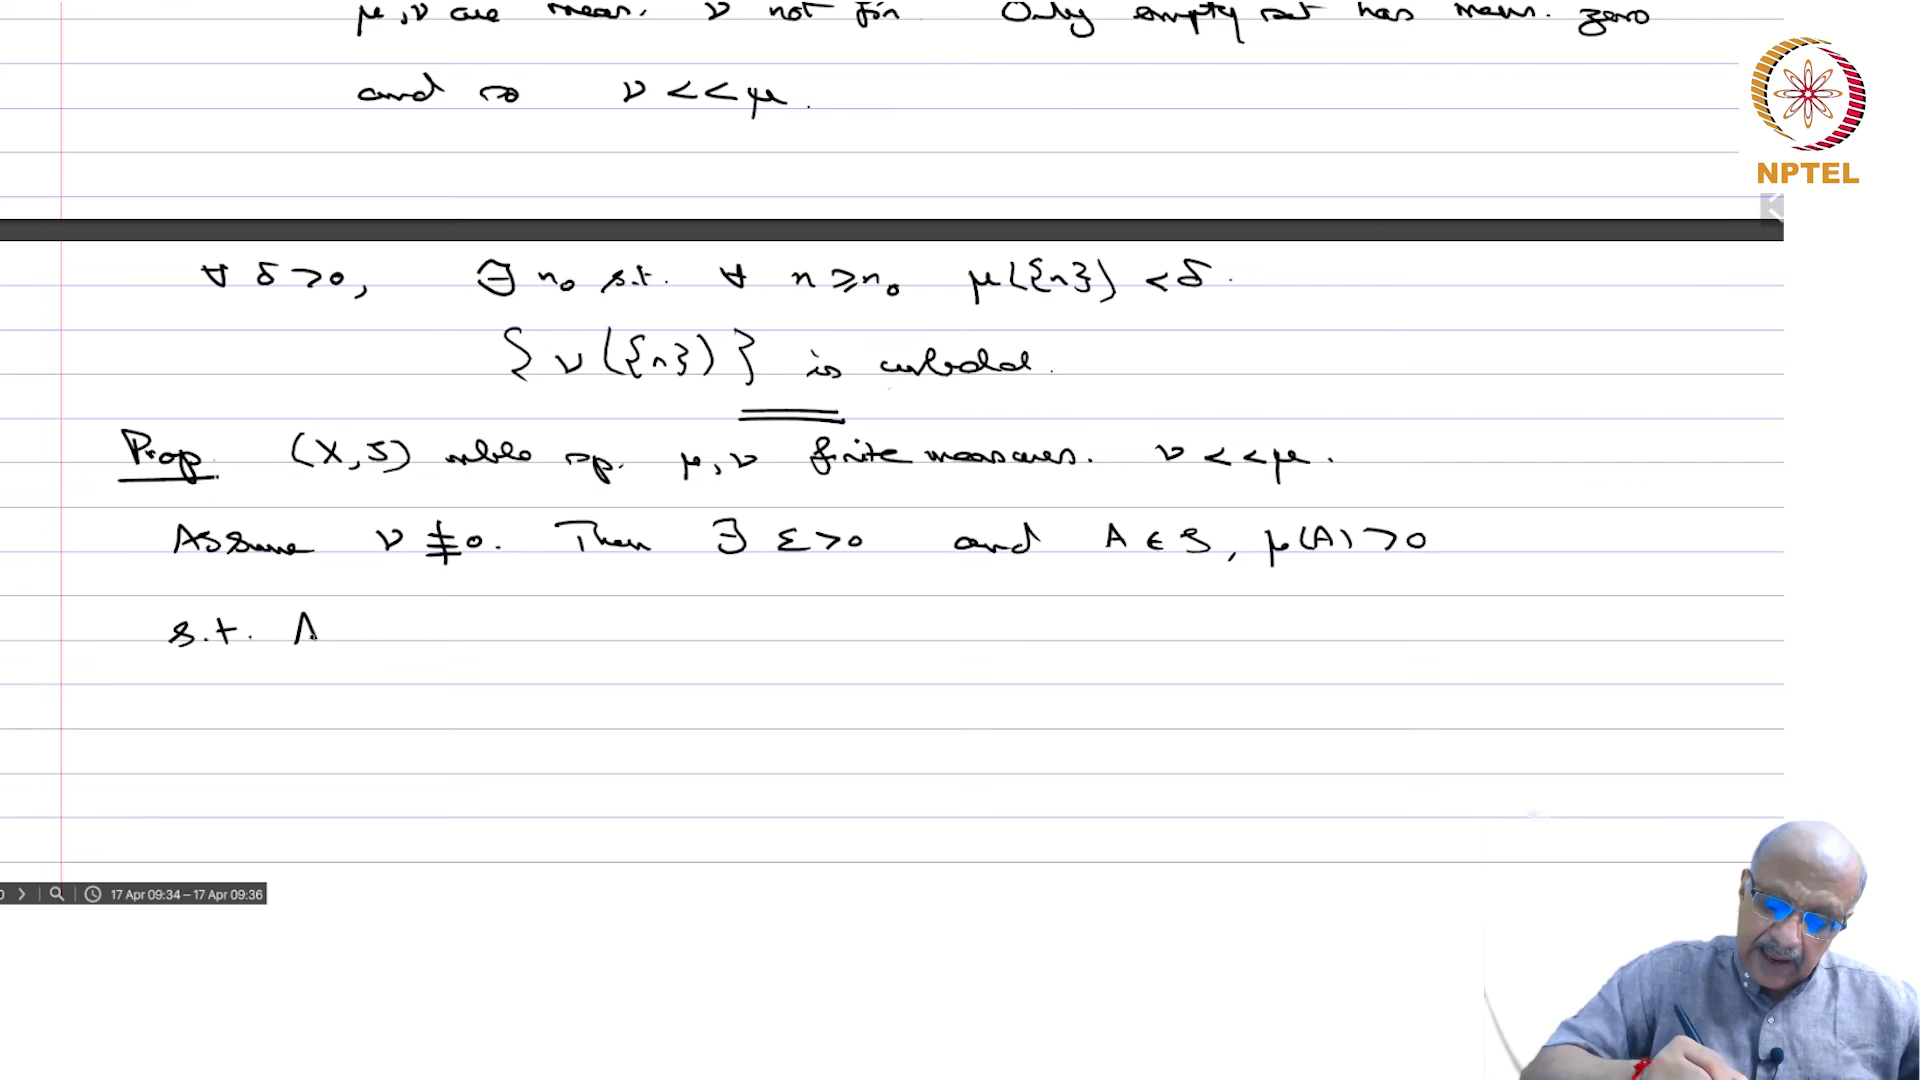 μ, ν are meas. ν not fin. Only empty set has meas. zero
and so ν << μ.
NPTEL
∀ δ > 0, ∃ n₀ s.t. ∀ n ≥ n₀ μ({n}) < δ.
{ν({n})} is unbdd.
Prop. (X, S) mble sp. μ, ν finite measures. ν << μ.
Assume ν ≢ 0. Then ∃ ε > 0 and A ∈ S, μ(A) > 0
s.t. A
17 Apr 09:34 – 17 Apr 09:36